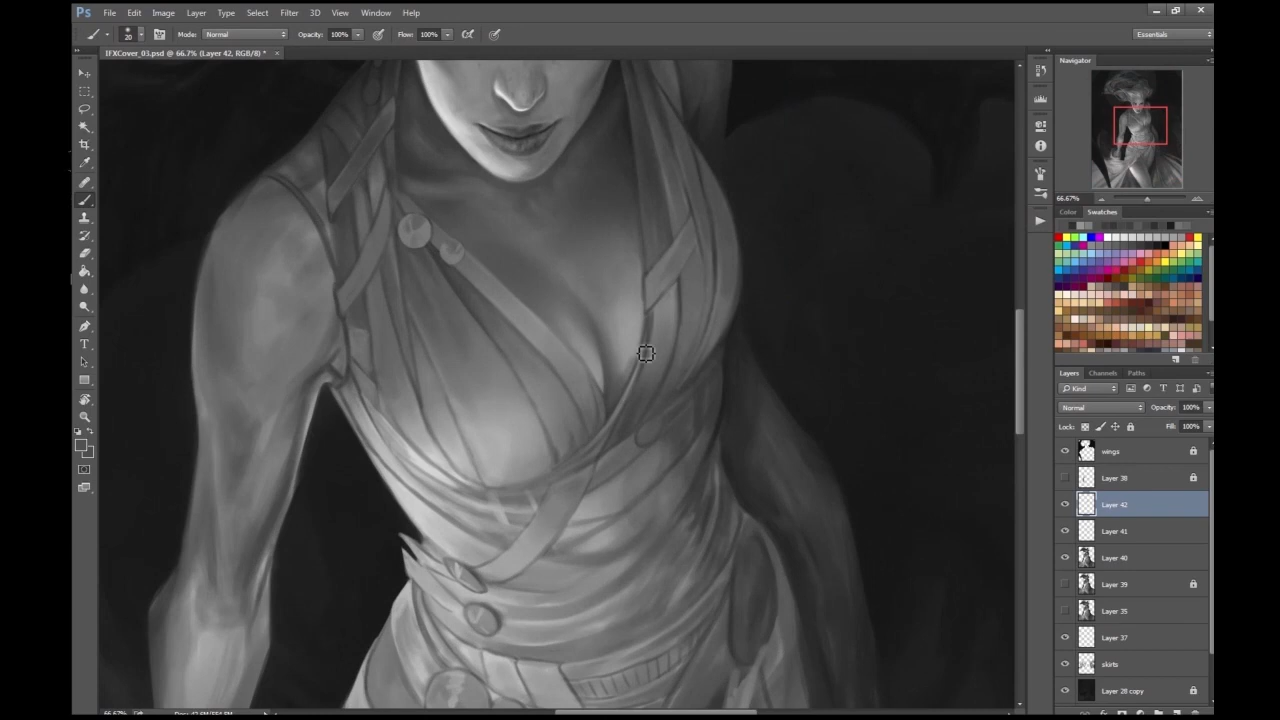 Ps File Edit Image Layer Type Select Filter 3D View Window Help
20 Mode: Normal Opacity: 100% Flow: 100% Essentials
IFXCover_03.psd @ 66.7% (Layer 42, RGB/8) * ×
Navigator
66.67%
Color Swatches
Layers Channels Paths
Kind
Normal Opacity: 100%
Lock: Fill: 100%
wings
Layer 38
Layer 42
Layer 41
Layer 40
Layer 39
Layer 35
Layer 37
skirts
Layer 28 copy
66.67%